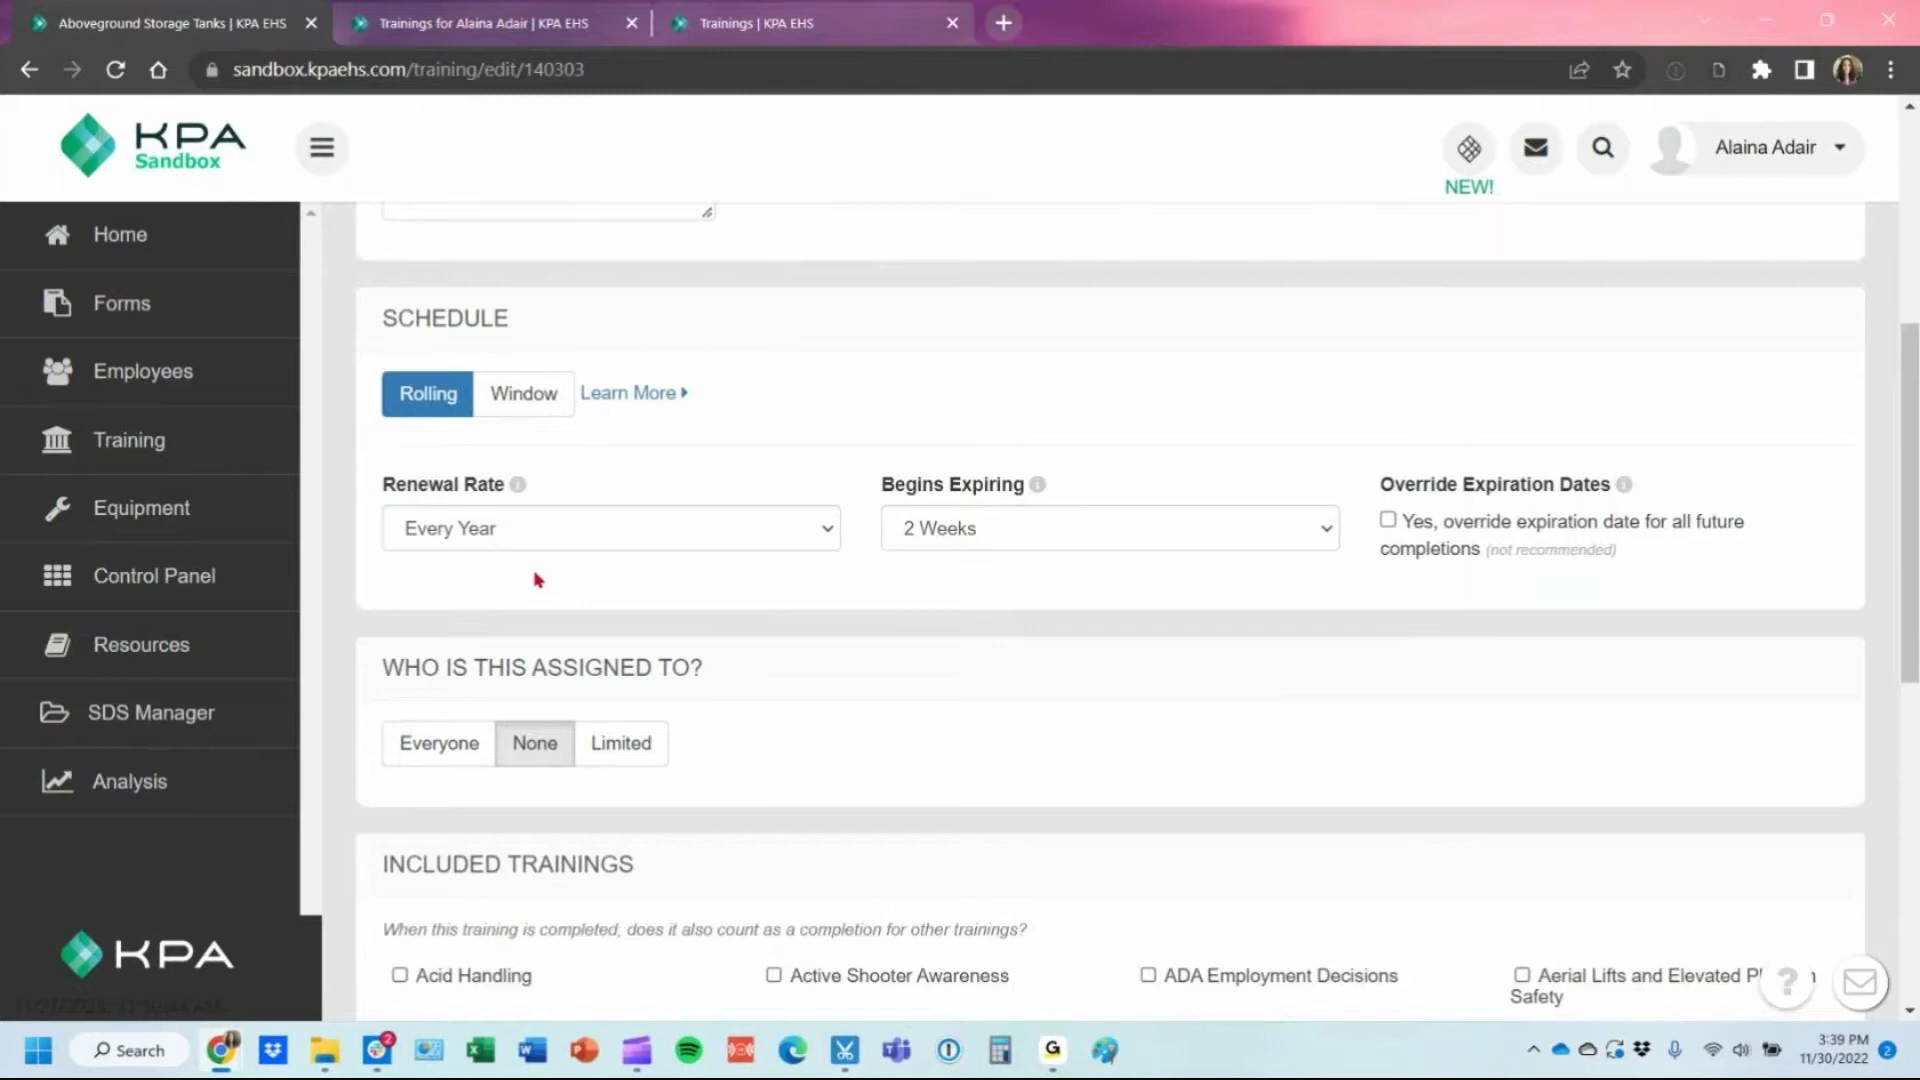 Aboveground Storage Tanks | KPA EHS
Trainings for Alaina Adair | KPA EHS
Trainings | KPA EHS
sandbox.kpaehs.com/training/edit/140303
KPA
Sandbox
NEW!
Alaina Adair
Home
Forms
Employees
Training
Equipment
Control Panel
Resources
SDS Manager
Analysis
KPA
SCHEDULE
Rolling
Window
Learn More
Renewal Rate
Every Year
Begins Expiring
2 Weeks
Override Expiration Dates
Yes, override expiration date for all future
completions (not recommended)
WHO IS THIS ASSIGNED TO?
Everyone
None
Limited
INCLUDED TRAININGS
When this training is completed, does it also count as a completion for other trainings?
Acid Handling
Active Shooter Awareness
ADA Employment Decisions
Aerial Lifts and Elevated
Safety
?
Search
2
3:39 PM
11/30/2022
2